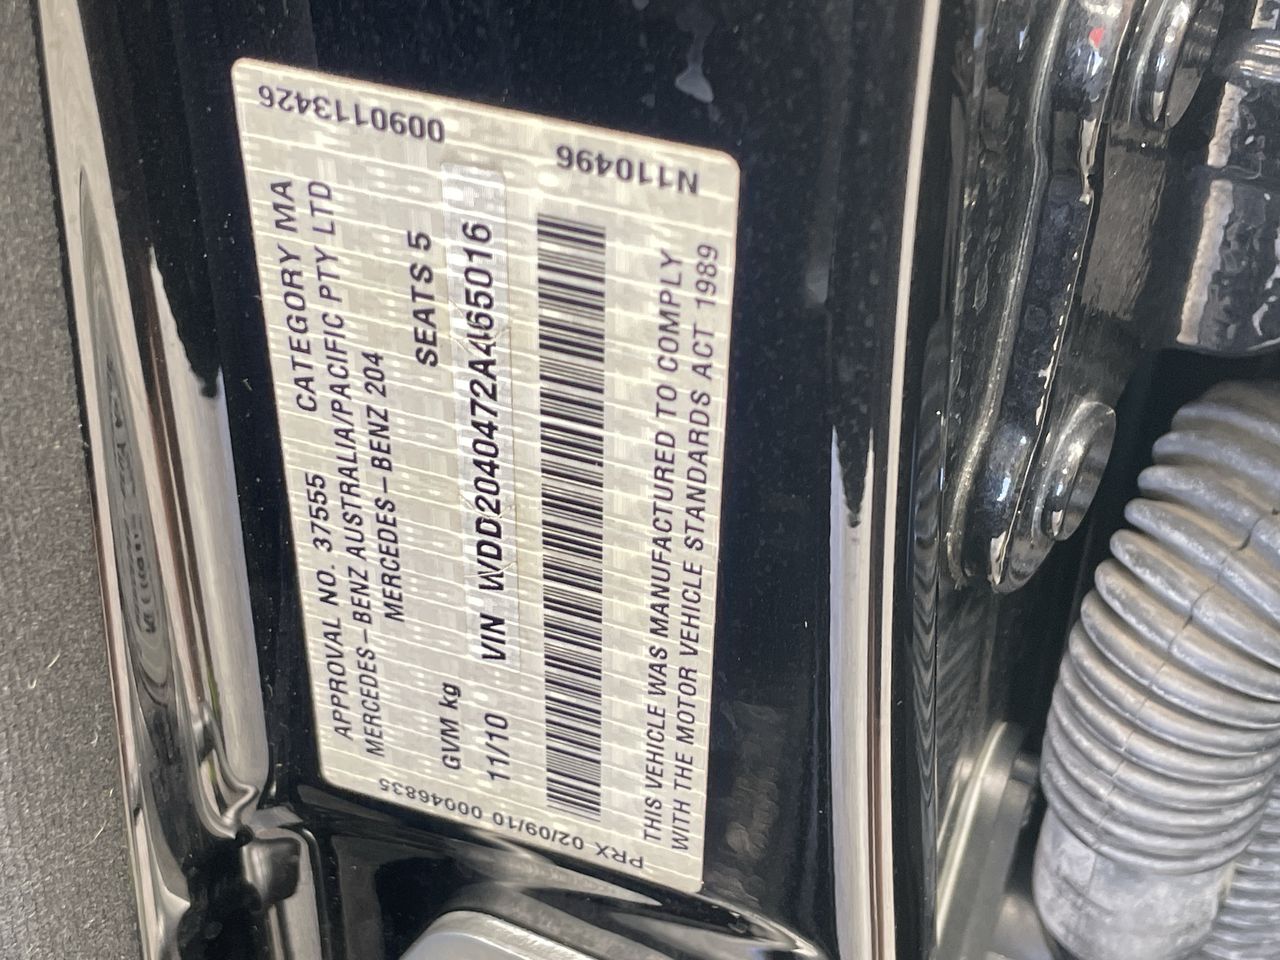 0090113426
N110496
APPROVAL NO. 37555 CATEGORY MA
MERCEDES-BENZ AUSTRALIA/PACIFIC PTY LTD
MERCEDES-BENZ 204
GVM kg SEATS 5
11/10 VIN WDD2040472A465016
THIS VEHICLE WAS MANUFACTURED TO COMPLY
WITH THE MOTOR VEHICLE STANDARDS ACT 1989
PRX 02/09/10 00046835